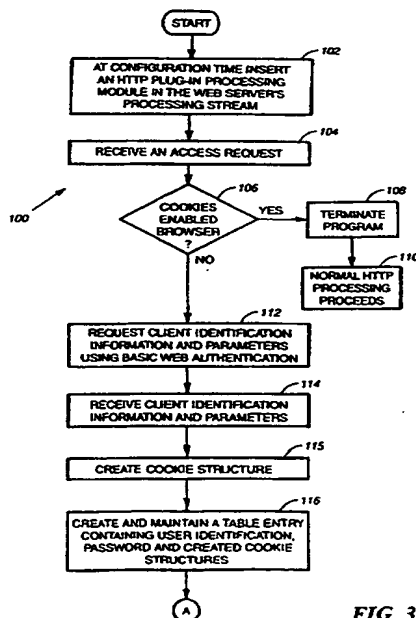 START
102
AT CONFIGURATION TIME INSERT
AN HTTP PLUG-IN PROCESSING
MODULE IN THE WEB SERVER'S
PROCESSING STREAM
104
RECEIVE AN ACCESS REQUEST
100
106
COOKIES
ENABLED
BROWSER
?
YES
NO
108
TERMINATE
PROGRAM
110
NORMAL HTTP
PROCESSING
PROCEEDS
112
REQUEST CLIENT IDENTIFICATION
INFORMATION AND PARAMETERS
USING BASIC WEB AUTHENTICATION
114
RECEIVE CLIENT IDENTIFICATION
INFORMATION AND PARAMETERS
115
CREATE COOKIE STRUCTURE
116
CREATE AND MAINTAIN A TABLE ENTRY
CONTAINING USER IDENTIFICATION,
PASSWORD AND CREATED COOKIE
STRUCTURES
A
FIG. 3